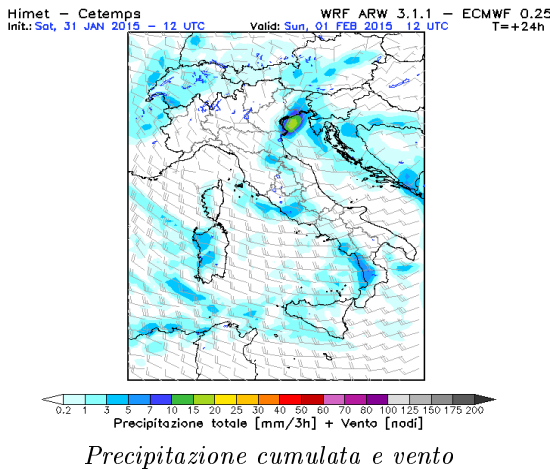 Himet - Cetemps WRF ARW 3.1.1 - ECMWF 0.25
Init.: Sat, 31 JAN 2015 - 12 UTC Valid: Sun, 01 FEB 2015 12 UTC T=+24h
0.2 1 3 5 7 10 15 20 25 30 40 50 60 70 80 100 125 150 175 200
Precipitazione totale [mm/3h] + Vento [nodi]
Precipitazione cumulata e vento